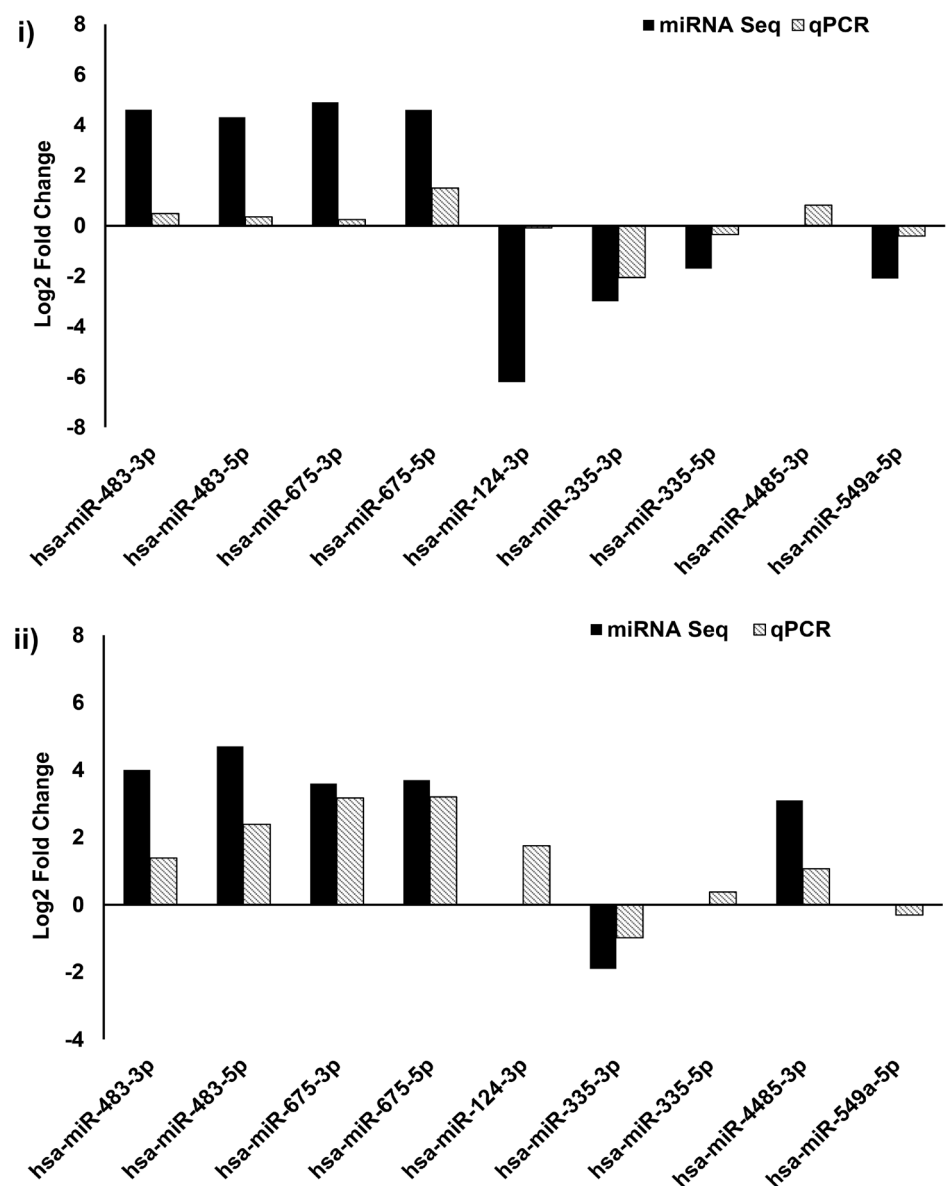 i)
miRNA Seq qPCR
8
6
4
2
0
-2
-4
-6
-8
Log2 Fold Change
hsa-miR-483-3p
hsa-miR-483-5p
hsa-miR-675-3p
hsa-miR-675-5p
hsa-miR-124-3p
hsa-miR-335-3p
hsa-miR-335-5p
hsa-miR-4485-3p
hsa-miR-549a-5p
ii)
miRNA Seq qPCR
8
6
4
2
0
-2
-4
Log2 Fold Change
hsa-miR-483-3p
hsa-miR-483-5p
hsa-miR-675-3p
hsa-miR-675-5p
hsa-miR-124-3p
hsa-miR-335-3p
hsa-miR-335-5p
hsa-miR-4485-3p
hsa-miR-549a-5p